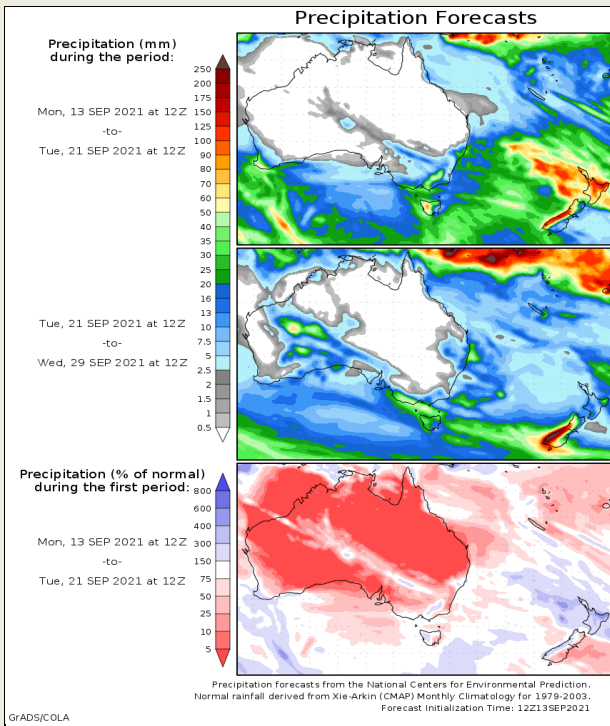 Precipitation Forecasts
Precipitation (mm)
during the period:
Mon, 13 SEP 2021 at 12Z
-to-
Tue, 21 SEP 2021 at 12Z
250
200
175
150
125
100
90
80
70
60
50
40
35
30
25
20
16
13
10
7.5
5
2.5
2
1.5
1
0.5
Tue, 21 SEP 2021 at 12Z
-to-
Wed, 29 SEP 2021 at 12Z
Precipitation (% of normal)
during the first period:
Mon, 13 SEP 2021 at 12Z
-to-
Tue, 21 SEP 2021 at 12Z
800
600
400
300
150
75
50
25
10
5
Precipitation forecasts from the National Centers for Environmental Prediction.
Normal rainfall derived from Xie-Arkin (CMAP) Monthly Climatology for 1979-2003.
Forecast Initialization Time: 12Z13SEP2021
GrADS/COLA